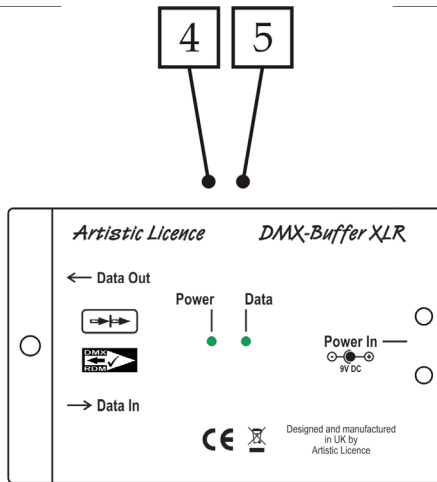 4 5
Artistic Licence DMX-Buffer XLR
← Data Out
Power Data
DMX
RDM
Power In
9V DC
→ Data In
CE
Designed and manufactured
in UK by
Artistic Licence